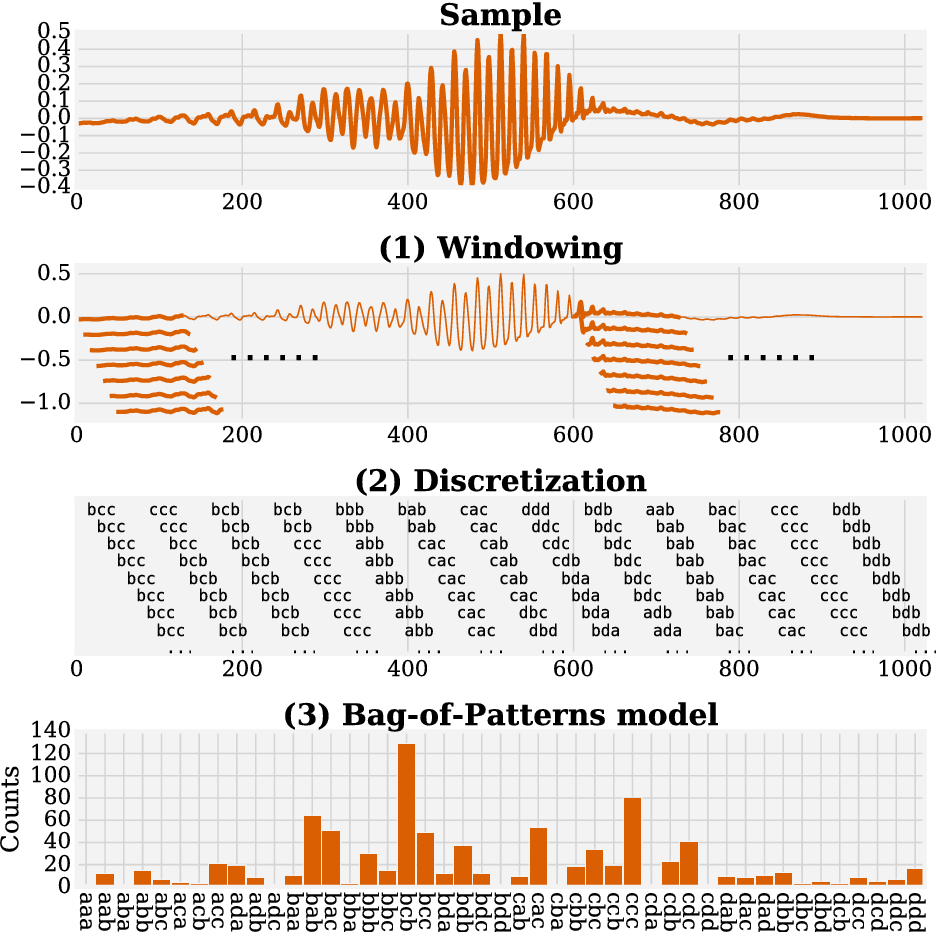 Sample
0.5
0.4
0.3
0.2
0.1
0.0
−0.1
−0.2
−0.3
−0.4
0 200 400 600 800 1000
(1) Windowing
0.5
0.0
−0.5
−1.0
0 200 400 600 800 1000
(2) Discretization
bcc ccc bcb bcb bbb bab cac ddd bdb aab bac ccc bdb
bcc ccc bcb bcb bbb bab cac ddc bdc bab bac ccc bdb
bcc bcc bcb ccc abb cac cab cdc bdc bab bac ccc bdb
bcc bcb bcb ccc abb cac cab cdb bdc bab bac ccc bdb
bcc bcb bcb ccc abb cac cab bda bdc bab cac ccc bdb
bcc bcb bcb ccc abb cac cac bda bdc bab cac ccc bdb
bcc bcb bcb ccc abb cac dbc bda adb bab cac ccc bdb
bcc bcb bcb ccc abb cac dbd bda ada bac cac ccc bdb
0 200 400 600 800 1000
(3) Bag-of-Patterns model
Counts
140
120
100
80
60
40
20
0
aaa aab aba abb abc aca acb acc ada adb adc baa bab bac bba bbb bbc bcb bcc bda bdb bdc bdd cab cac cba cbb cbc ccb ccc cda cdb cdc cdd dab dac dad dbb dbc dbd dcb dcc dcd ddc ddd